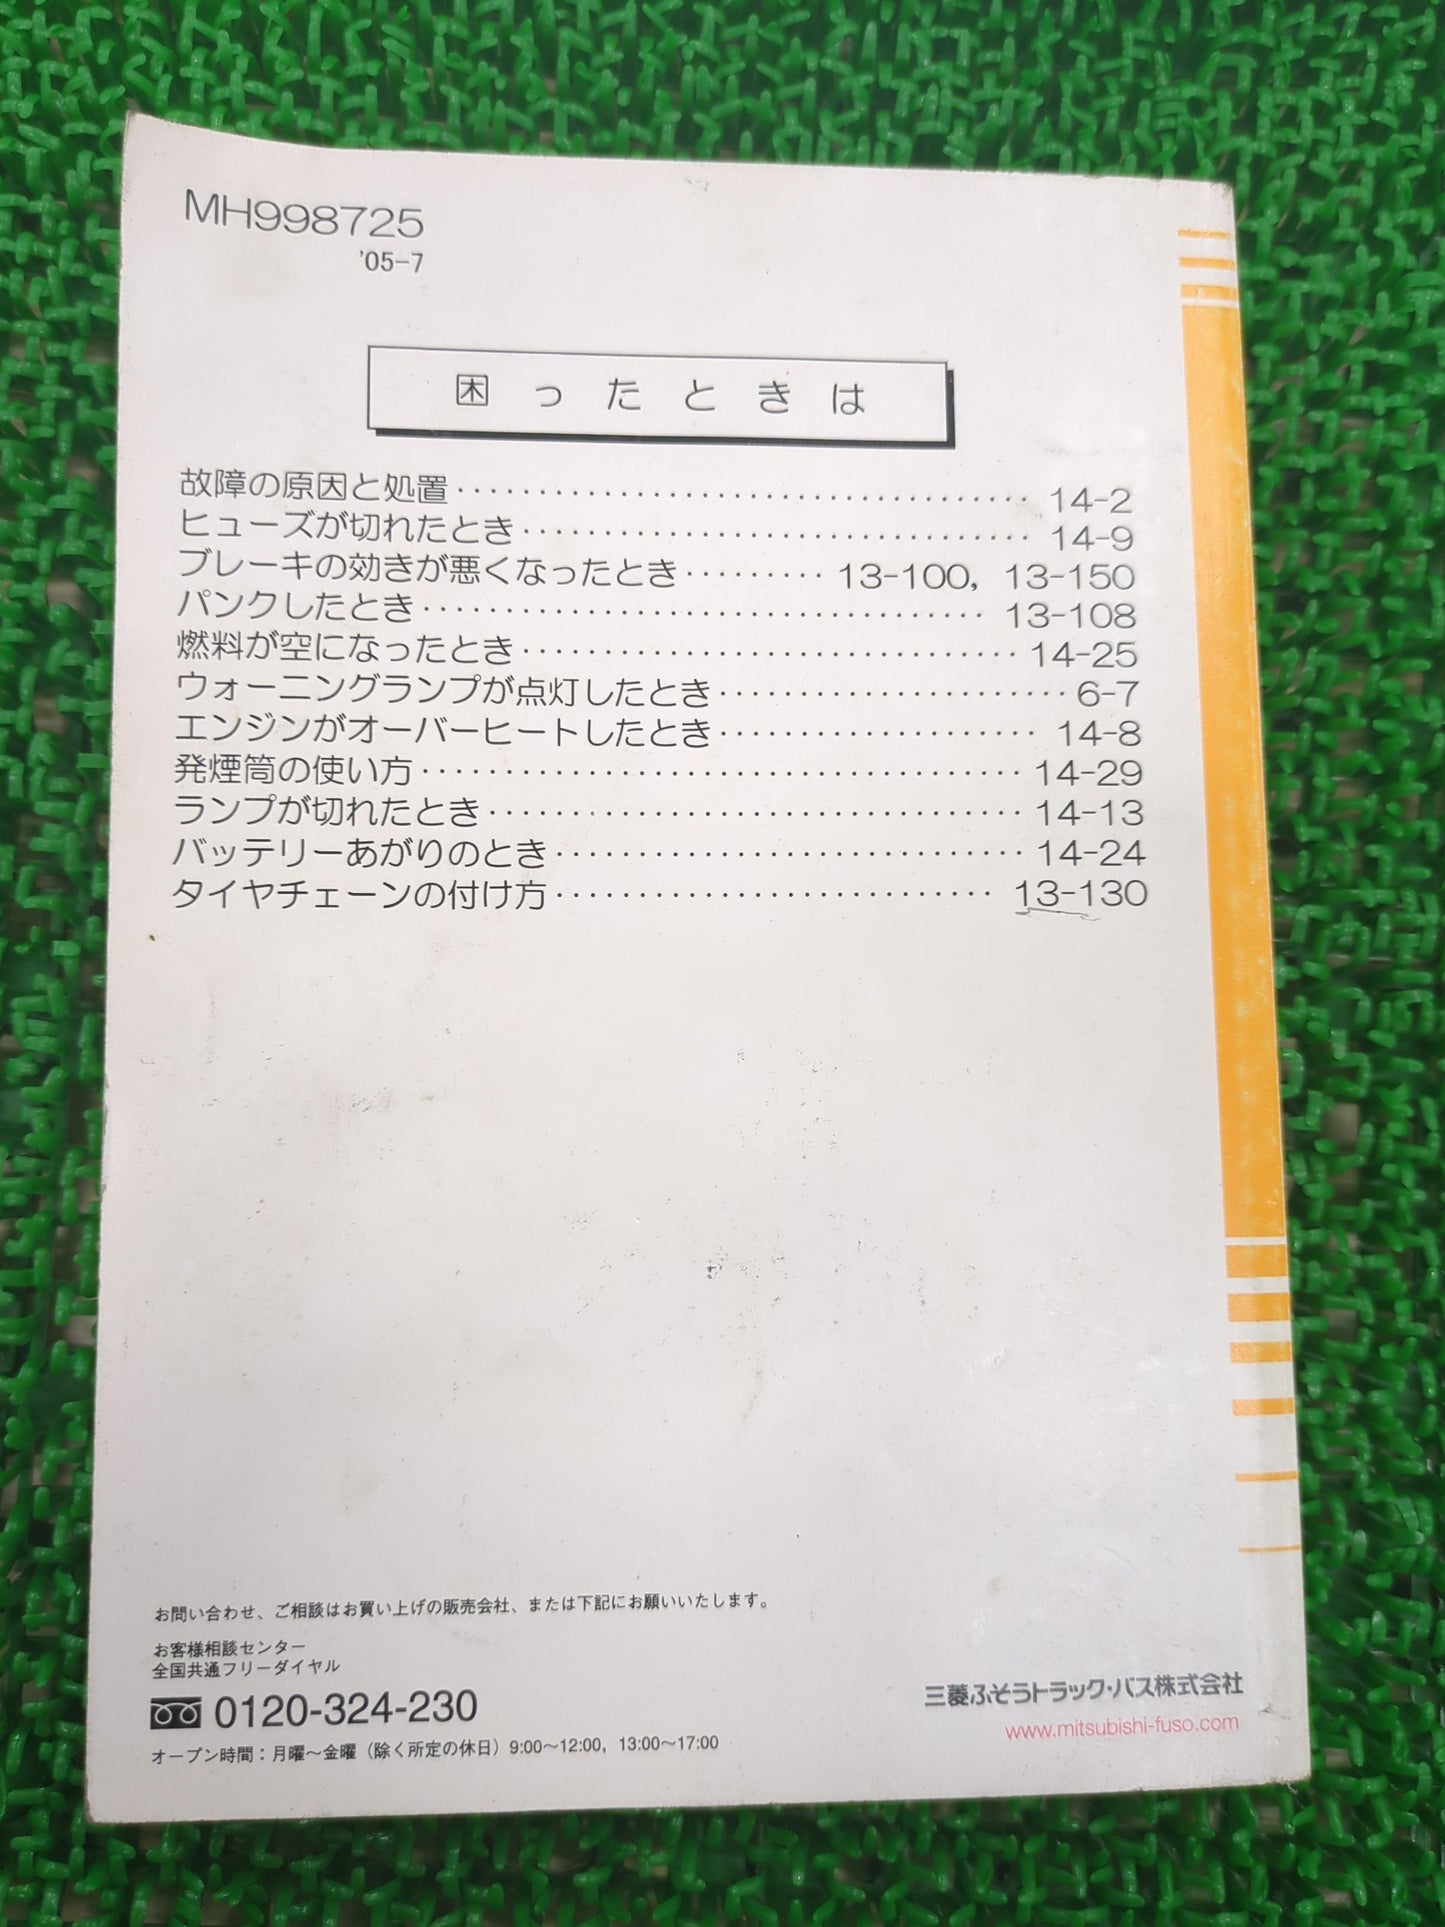 MH998725
'05-7
困ったときは
故障の原因と処置 ································· 14-2
ヒューズが切れたとき ······························ 14-9
ブレーキの効きが悪くなったとき ········· 13-100, 13-150
パンクしたとき ·································· 13-108
燃料が空になったとき ······························ 14-25
ウォーニングランプが点灯したとき ····················· 6-7
エンジンがオーバーヒートしたとき ··················· 14-8
発煙筒の使い方 ···································· 14-29
ランプが切れたとき ································ 14-13
バッテリーあがりのとき ···························· 14-24
タイヤチェーンの付け方 ·························· 13-130
お問い合わせ、ご相談はお買い上げの販売会社、または下記にお願いいたします。
お客様相談センター
全国共通フリーダイヤル
0120-324-230
オープン時間：月曜～金曜（除く所定の休日）9:00～12:00, 13:00～17:00
三菱ふそうトラック・バス株式会社
www.mitsubishi-fuso.com